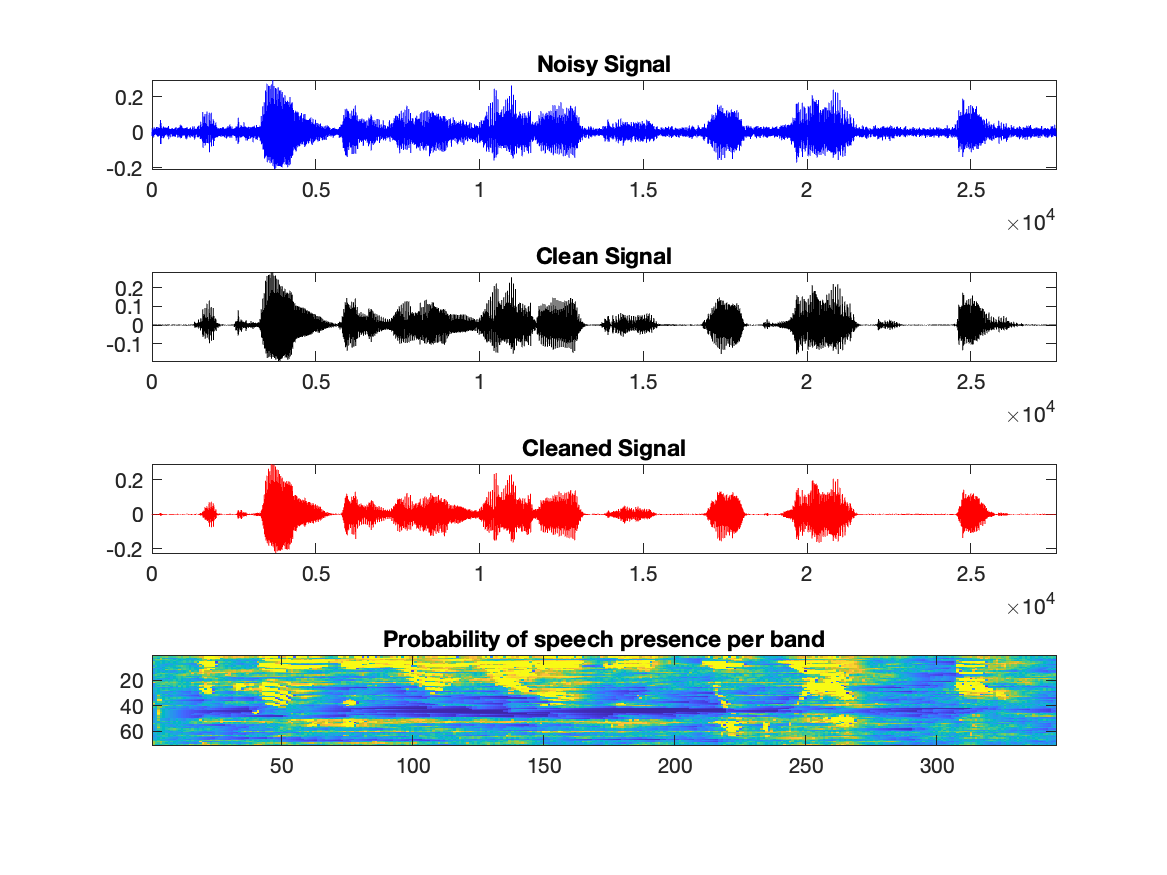 Noisy Signal
0.2
0
-0.2
0 0.5 1 1.5 2 2.5
×10^4
Clean Signal
0.2
0.1
0
-0.1
0 0.5 1 1.5 2 2.5
×10^4
Cleaned Signal
0.2
0
-0.2
0 0.5 1 1.5 2 2.5
×10^4
Probability of speech presence per band
20
40
60
50 100 150 200 250 300